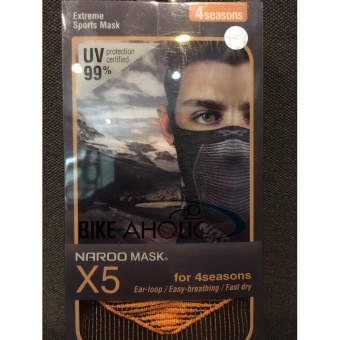 Extreme
Sports Mask
4seasons
UV protection
certified
99%
BIKE-AHOLIC
NAROO MASK®
X5
for 4seasons
Ear-loop / Easy-breathing / Fast dry